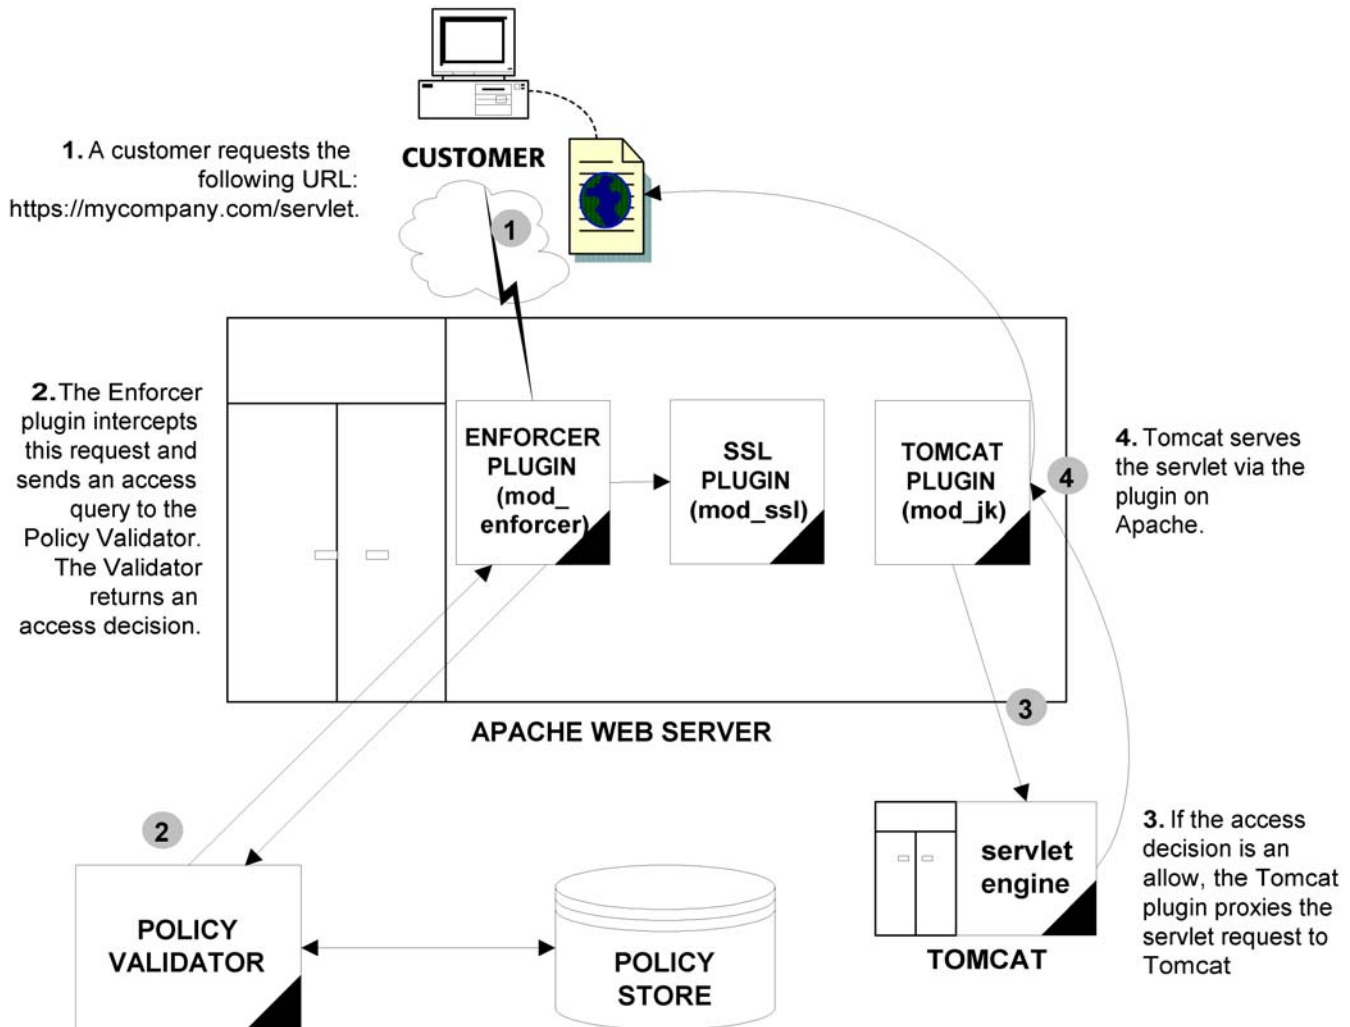 1. A customer requests the
following URL:
https://mycompany.com/servlet.
CUSTOMER
1
2. The Enforcer
plugin intercepts
this request and
sends an access
query to the
Policy Validator.
The Validator
returns an
access decision.
ENFORCER
PLUGIN
(mod_
enforcer)
SSL
PLUGIN
(mod_ssl)
TOMCAT
PLUGIN
(mod_jk)
4
4. Tomcat serves
the servlet via the
plugin on
Apache.
3
APACHE WEB SERVER
2
POLICY
VALIDATOR
POLICY
STORE
servlet
engine
TOMCAT
3. If the access
decision is an
allow, the Tomcat
plugin proxies the
servlet request to
Tomcat